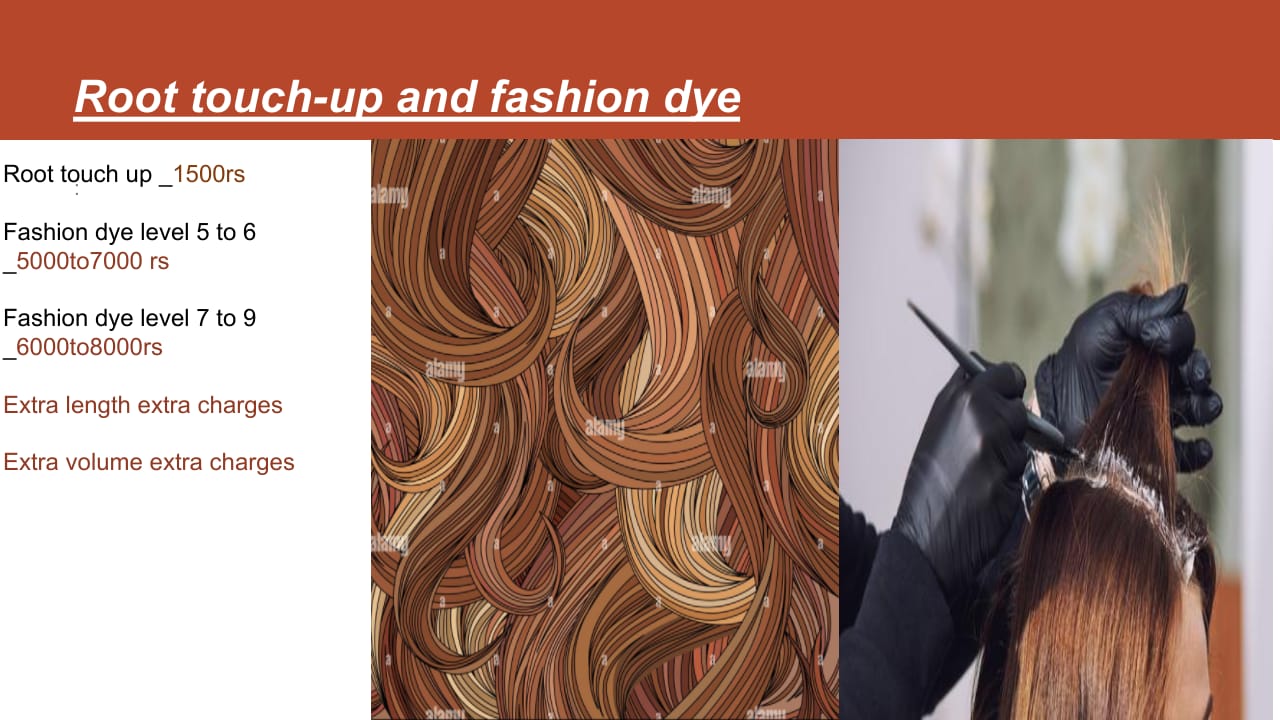 Root touch-up and fashion dye
Root touch up _1500rs
:
Fashion dye level 5 to 6
_5000to7000 rs
Fashion dye level 7 to 9
_6000to8000rs
Extra length extra charges
Extra volume extra charges
alamy
alamy
a
a
a
a
a
a
a
a
alamy
a
alamy
alamy
a
a
a
a
a
alamy
a
alamy
a
a
a
a
a
a
alamy
alamy